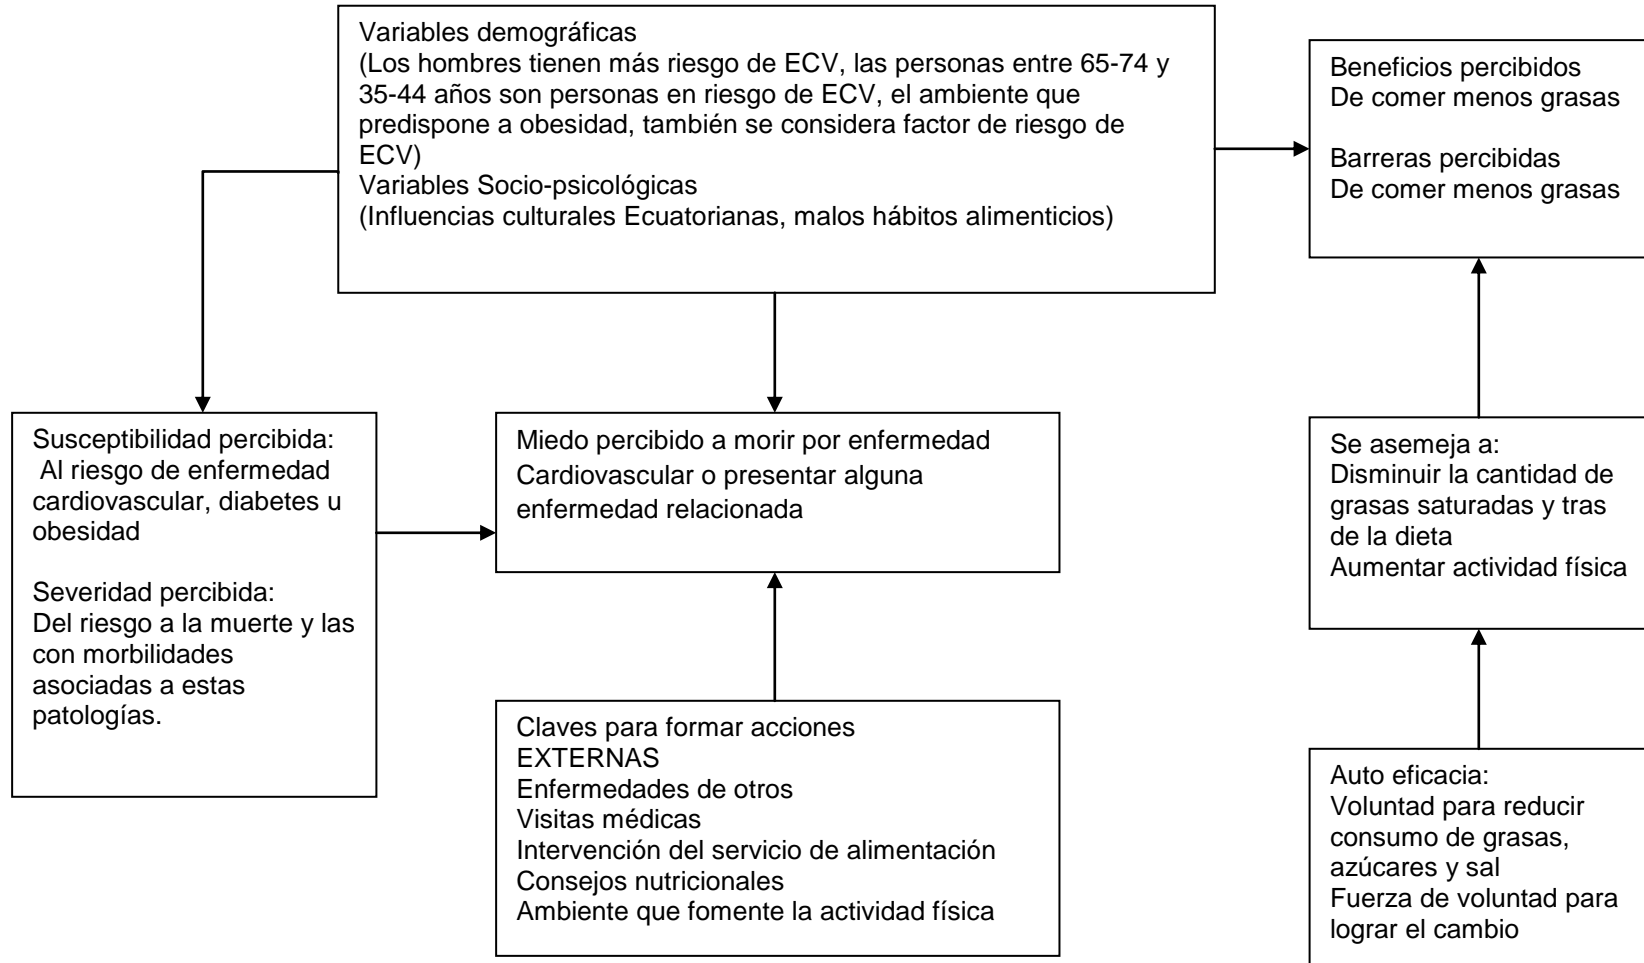 Variables demográficas
(Los hombres tienen más riesgo de ECV, las personas entre 65-74 y
35-44 años son personas en riesgo de ECV, el ambiente que
predispone a obesidad, también se considera factor de riesgo de
ECV)
Variables Socio-psicológicas
(Influencias culturales Ecuatorianas, malos hábitos alimenticios)
Beneficios percibidos
De comer menos grasas
Barreras percibidas
De comer menos grasas
Susceptibilidad percibida:
Al riesgo de enfermedad
cardiovascular, diabetes u
obesidad
Severidad percibida:
Del riesgo a la muerte y las
con morbilidades
asociadas a estas
patologías.
Miedo percibido a morir por enfermedad
Cardiovascular o presentar alguna
enfermedad relacionada
Se asemeja a:
Disminuir la cantidad de
grasas saturadas y tras
de la dieta
Aumentar actividad física
Claves para formar acciones
EXTERNAS
Enfermedades de otros
Visitas médicas
Intervención del servicio de alimentación
Consejos nutricionales
Ambiente que fomente la actividad física
Auto eficacia:
Voluntad para reducir
consumo de grasas,
azúcares y sal
Fuerza de voluntad para
lograr el cambio